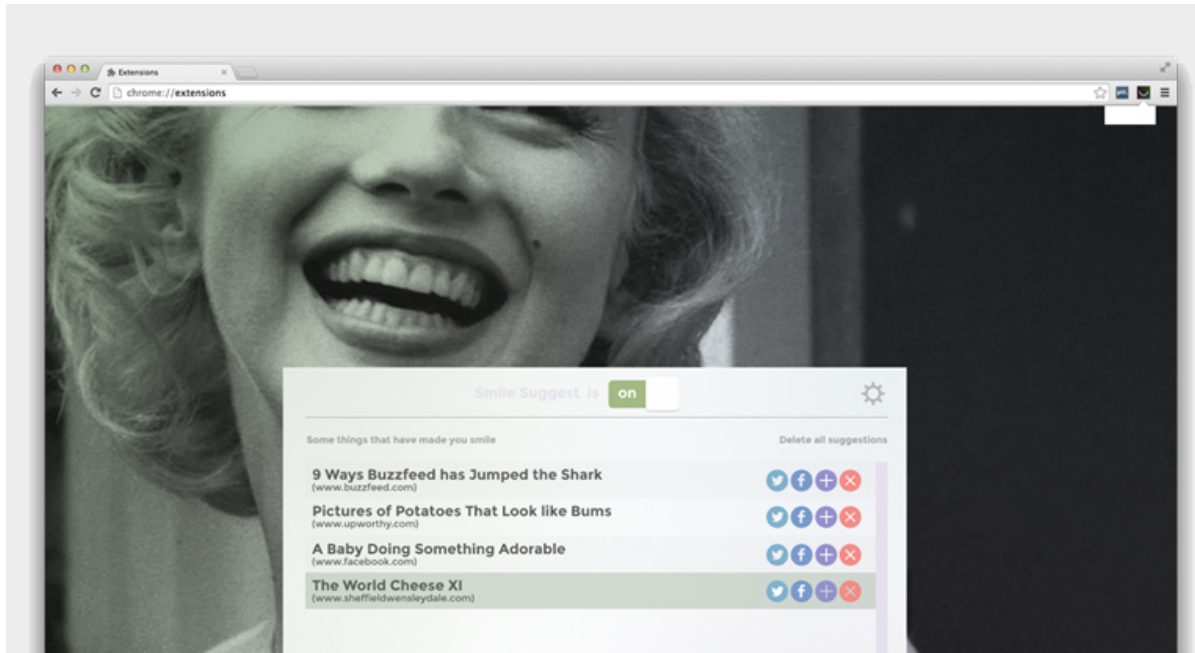 Extensions
chrome://extensions
Smile Suggest is on
Some things that have made you smile Delete all suggestions
9 Ways Buzzfeed has Jumped the Shark
(www.buzzfeed.com)
Pictures of Potatoes That Look like Bums
(www.upworthy.com)
A Baby Doing Something Adorable
(www.facebook.com)
The World Cheese XI
(www.sheffieldwensleydale.com)